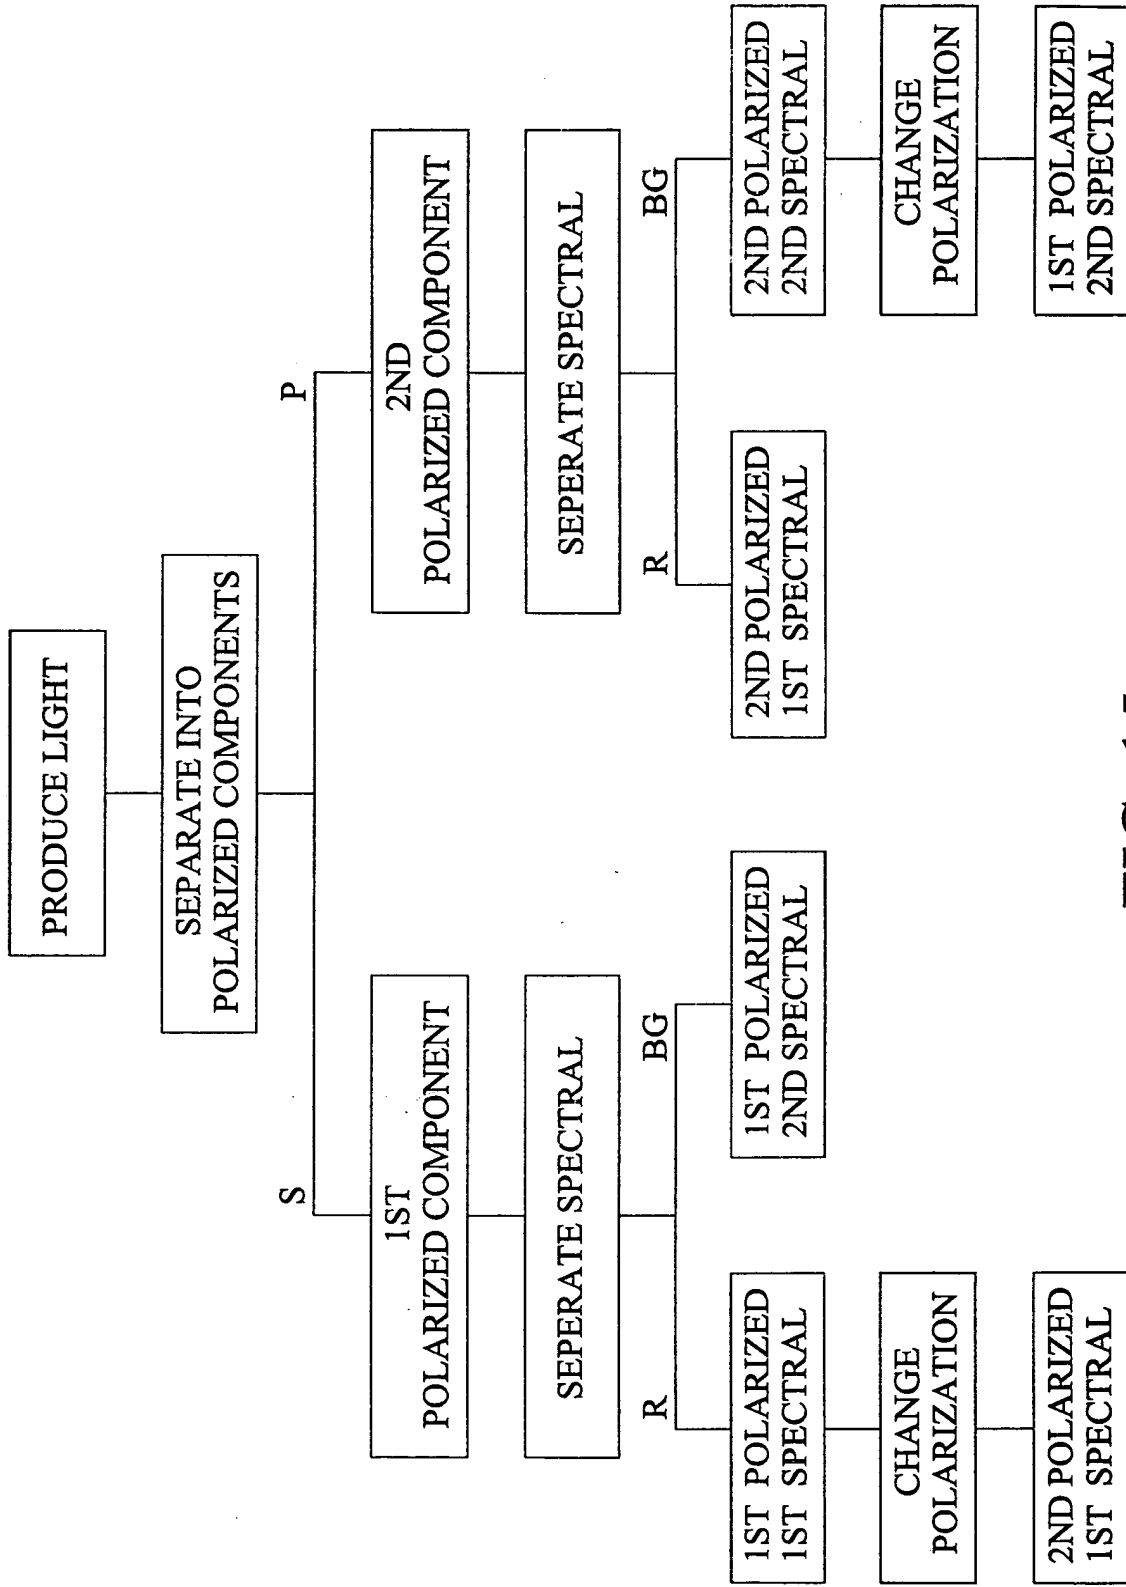 PRODUCE LIGHT
SEPARATE INTO
POLARIZED COMPONENTS
S
P
1ST
POLARIZED COMPONENT
2ND
POLARIZED COMPONENT
SEPERATE SPECTRAL
SEPERATE SPECTRAL
R
BG
R
BG
1ST POLARIZED
1ST SPECTRAL
1ST POLARIZED
2ND SPECTRAL
2ND POLARIZED
1ST SPECTRAL
2ND POLARIZED
2ND SPECTRAL
CHANGE
POLARIZATION
CHANGE
POLARIZATION
2ND POLARIZED
1ST SPECTRAL
1ST POLARIZED
2ND SPECTRAL